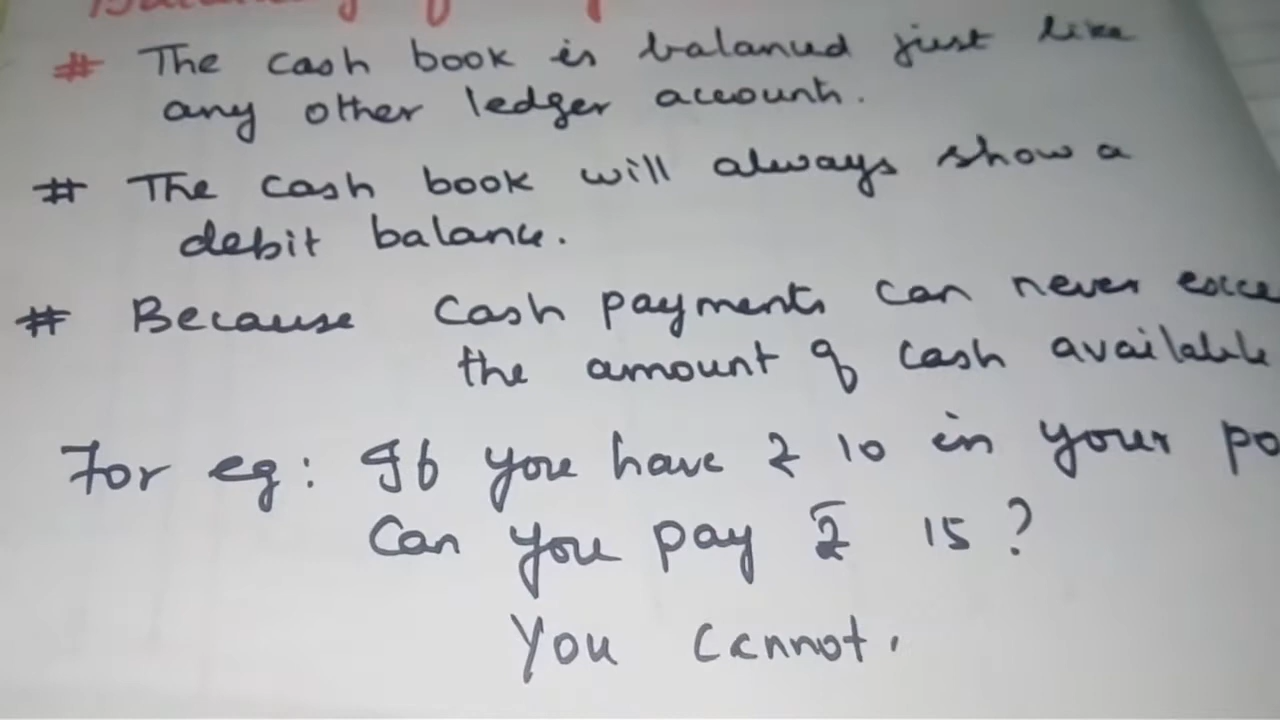 # The cash book is balanced just like
any other ledger account.
# The cash book will always show a
debit balance.
# Because cash payments can never
the amount of cash available
For eg: If you have ₹ 10 in your
Can you pay ₹ 15?
You cannot.